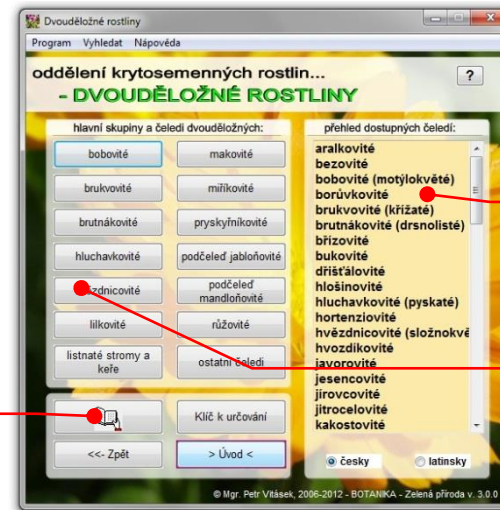 Dvouděložné rostliny
Program Vyhledat Nápověda
oddělení krytosemenných rostlin...
- DVOUDĚLOŽNÉ ROSTLINY
?
hlavní skupiny a čeledi dvouděložných:
bobovité
makovité
brukvovité
miříkovité
brutnákovité
pryskyřníkovité
hluchavkovité
podčeleď jabloňovité
zdnicovité
podčeleď
mandloňovité
lilkovité
růžovité
listnaté stromy a
keře
ostatní čeledi
Klíč k určování
<<- Zpět
> Úvod <
přehled dostupných čeledí:
aralkovité
bezovité
bobovité (motýlokvěté)
borůvkovité
brukvovité (křížaté)
brutnákovité (drsnolisté)
břízovité
bukovité
dřišťálovité
hlošinovité
hluchavkovité (pyskaté)
hortenziovité
hvězdnicovité (složnokvě
hvozdíkovité
javorovité
jesencovité
jírovcovité
jitrocelovité
kakostovité
česky
latinsky
© Mgr. Petr Vitásek, 2006-2012 - BOTANIKA - Zelená příroda v. 3.0.0